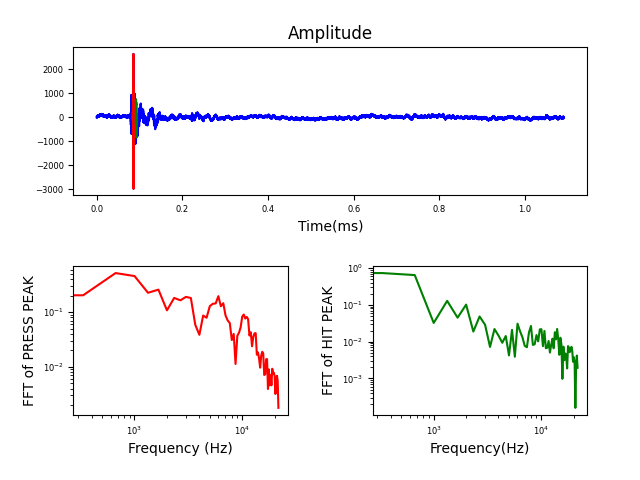 Amplitude
2000
1000
0
−1000
−2000
−3000
0.0 0.2 0.4 0.6 0.8 1.0
Time(ms)
FFT of PRESS PEAK
10⁻¹
10⁻²
10³ 10⁴
Frequency (Hz)
FFT of HIT PEAK
10⁰
10⁻¹
10⁻²
10⁻³
10³ 10⁴
Frequency(Hz)